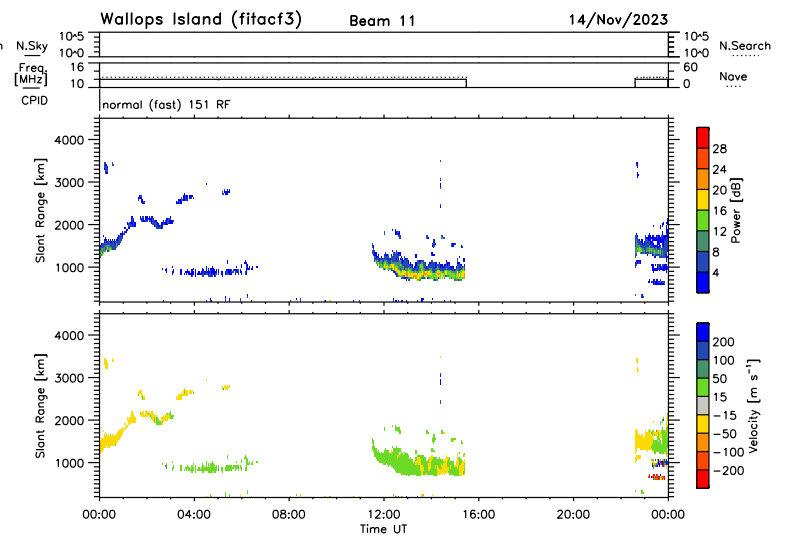 Wallops Island (fitacf3) Beam 11 14/Nov/2023
N.Sky 10^5 10^0 10^5 10^0 N.Search
Freq. [MHz] 16 10 60 0 Nave
CPID normal (fast) 151 RF
Slant Range [km]
4000
3000
2000
1000
28
24
20
16
12
8
4
Power [dB]
Slant Range [km]
4000
3000
2000
1000
200
100
50
15
-15
-50
-100
-200
Velocity [m s⁻¹]
00:00 04:00 08:00 12:00 16:00 20:00 00:00
Time UT